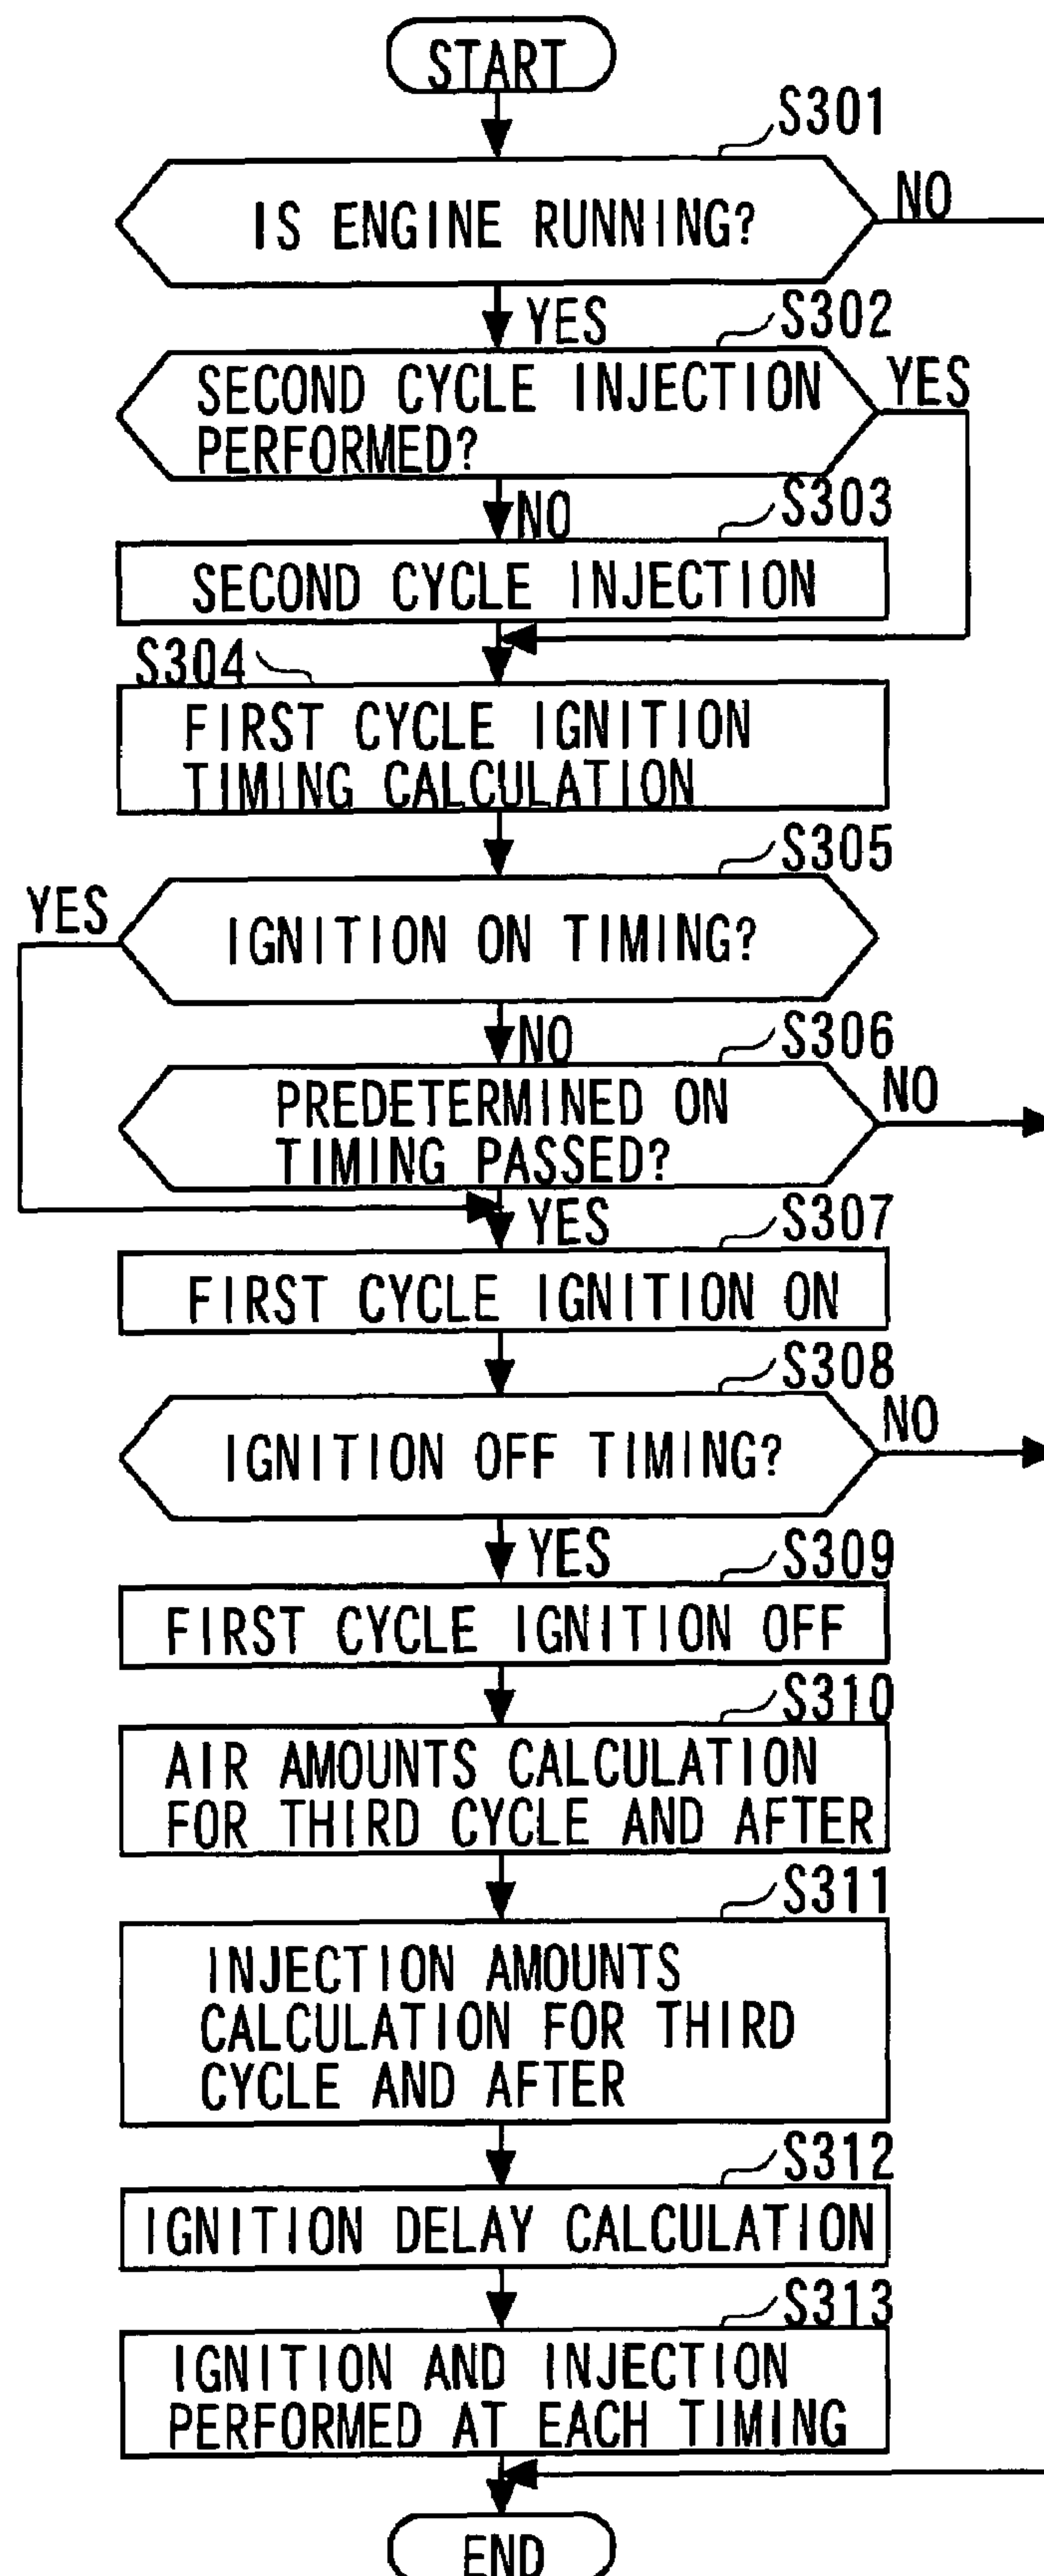 START
S301
IS ENGINE RUNNING?
NO
YES
S302
SECOND CYCLE INJECTION
PERFORMED?
YES
NO
S303
SECOND CYCLE INJECTION
S304
FIRST CYCLE IGNITION
TIMING CALCULATION
S305
YES
IGNITION ON TIMING?
NO
S306
PREDETERMINED ON
TIMING PASSED?
NO
YES
S307
FIRST CYCLE IGNITION ON
S308
IGNITION OFF TIMING?
NO
YES
S309
FIRST CYCLE IGNITION OFF
S310
AIR AMOUNTS CALCULATION
FOR THIRD CYCLE AND AFTER
S311
INJECTION AMOUNTS
CALCULATION FOR THIRD
CYCLE AND AFTER
S312
IGNITION DELAY CALCULATION
S313
IGNITION AND INJECTION
PERFORMED AT EACH TIMING
END